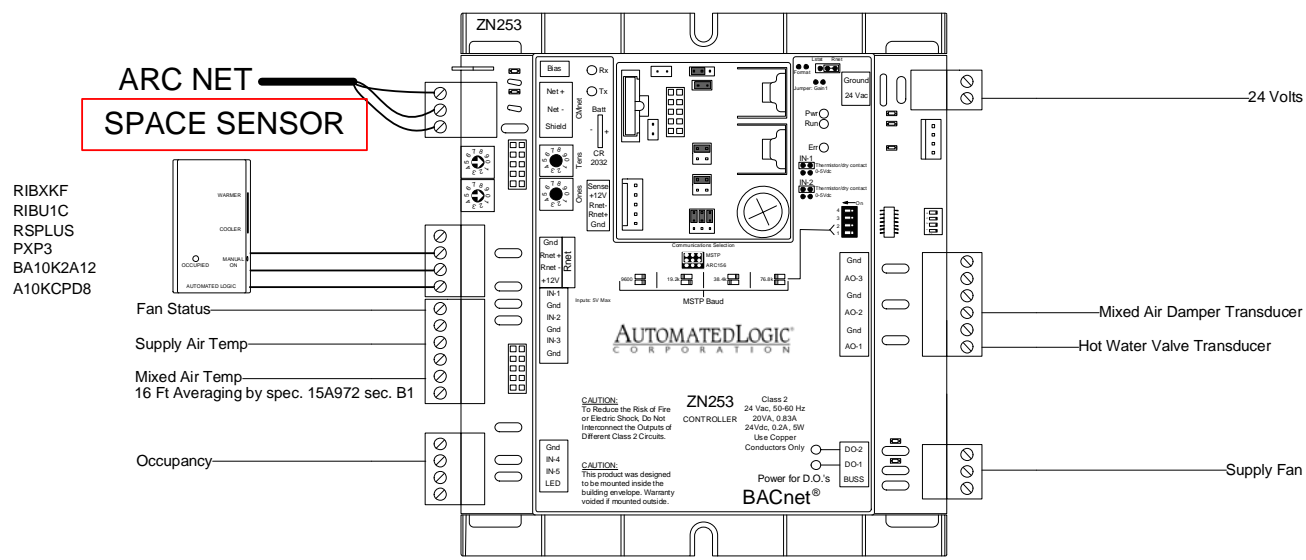 ZN253
ARC NET
SPACE SENSOR
RIBXKF
RIBU1C
RSPLUS
PXP3
BA10K2A12
A10KCPD8
WARMER
COOLER
OCCUPIED
MANUAL
ON
AUTOMATED LOGIC
Fan Status
Supply Air Temp
Mixed Air Temp
16 Ft Averaging by spec. 15A972 sec. B1
Occupancy
Bias
Net +
Net -
Shield
CMnet
Rx
Tx
Batt
- +
CR
2032
Tens
Ones
Sense
+12V
Rnet-
Rnet+
Gnd
Gnd
Rnet +
Rnet -
+12V
Rnet
IN-1
Gnd
IN-2
Gnd
IN-3
Gnd
Inputs: 5V Max
Gnd
IN-4
IN-5
LED
Lstat Rnet
Format
Jumper: Gain1
Ground
24 Vac
Pwr
Run
Err
IN-1
Thermistor/dry contact
0-5Vdc
IN-2
Thermistor/dry contact
0-5Vdc
On
4
3
2
1
Communications Selection
MSTP
ARC156
9600
19.2k
38.4k
76.8k
MSTP Baud
AUTOMATEDLOGIC®
CORPORATION
Gnd
AO-3
Gnd
AO-2
Gnd
AO-1
CAUTION:
To Reduce the Risk of Fire
or Electric Shock, Do Not
Interconnect the Outputs of
Different Class 2 Circuits.
CAUTION:
This product was designed
to be mounted inside the
building envelope. Warranty
voided if mounted outside.
ZN253
CONTROLLER
Class 2
24 Vac, 50-60 Hz
20VA, 0.83A
24Vdc, 0.2A, 5W
Use Copper
Conductors Only
DO-2
DO-1
BUSS
Power for D.O.'s
BACnet®
24 Volts
Mixed Air Damper Transducer
Hot Water Valve Transducer
Supply Fan